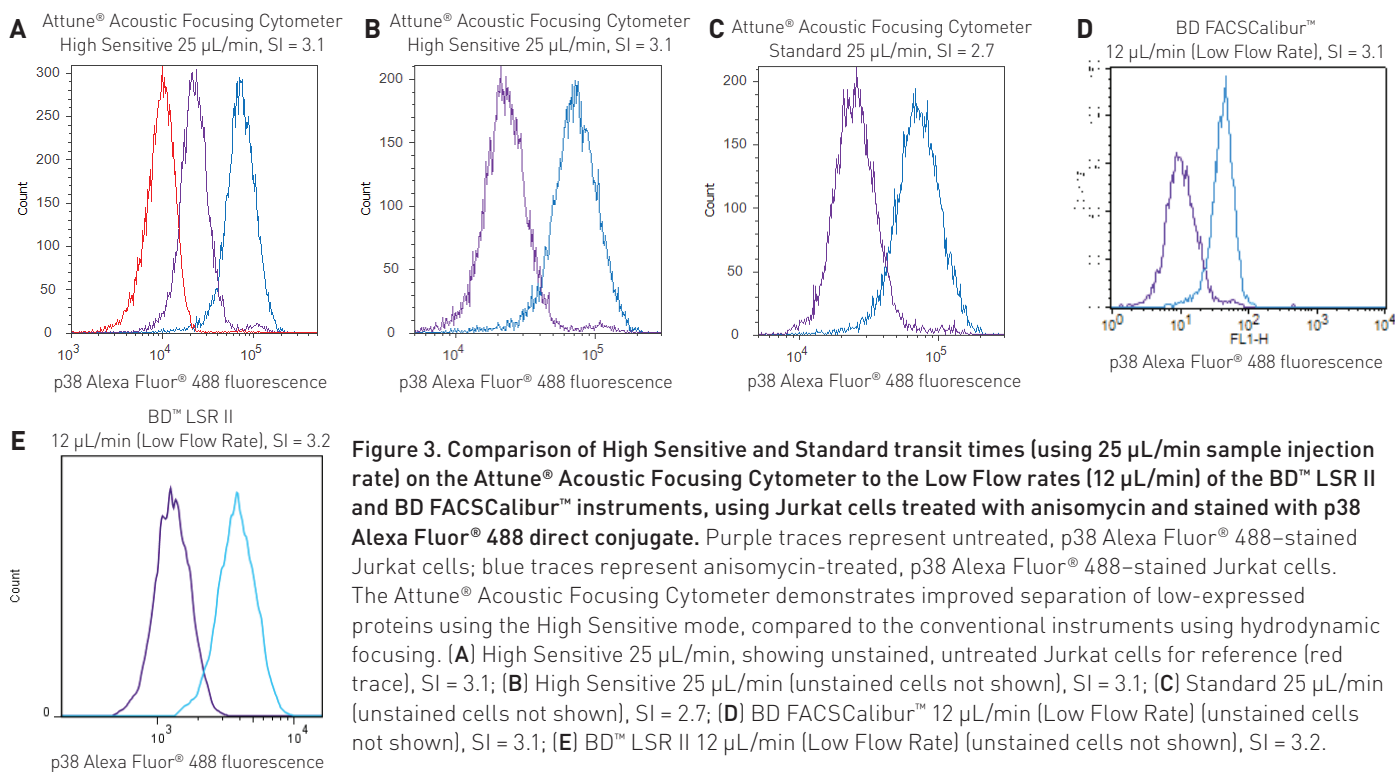 A
Attune® Acoustic Focusing Cytometer
High Sensitive 25 µL/min, SI = 3.1
300
250
200
150
100
50
0
Count
10³
10⁴
10⁵
p38 Alexa Fluor® 488 fluorescence
B
Attune® Acoustic Focusing Cytometer
High Sensitive 25 µL/min, SI = 3.1
200
150
100
50
0
Count
10⁴
10⁵
p38 Alexa Fluor® 488 fluorescence
C
Attune® Acoustic Focusing Cytometer
Standard 25 µL/min, SI = 2.7
200
150
100
50
0
Count
10⁴
10⁵
p38 Alexa Fluor® 488 fluorescence
D
BD FACSCalibur™
12 µL/min (Low Flow Rate), SI = 3.1
10⁰
10¹
10²
10³
10⁴
FL1-H
p38 Alexa Fluor® 488 fluorescence
E
BD™ LSR II
12 µL/min (Low Flow Rate), SI = 3.2
Count
0
10³
10⁴
p38 Alexa Fluor® 488 fluorescence
Figure 3. Comparison of High Sensitive and Standard transit times (using 25 µL/min sample injection
rate) on the Attune® Acoustic Focusing Cytometer to the Low Flow rates (12 µL/min) of the BD™ LSR II
and BD FACSCalibur™ instruments, using Jurkat cells treated with anisomycin and stained with p38
Alexa Fluor® 488 direct conjugate. Purple traces represent untreated, p38 Alexa Fluor® 488–stained
Jurkat cells; blue traces represent anisomycin-treated, p38 Alexa Fluor® 488–stained Jurkat cells.
The Attune® Acoustic Focusing Cytometer demonstrates improved separation of low-expressed
proteins using the High Sensitive mode, compared to the conventional instruments using hydrodynamic
focusing. (A) High Sensitive 25 µL/min, showing unstained, untreated Jurkat cells for reference (red
trace), SI = 3.1; (B) High Sensitive 25 µL/min (unstained cells not shown), SI = 3.1; (C) Standard 25 µL/min
(unstained cells not shown), SI = 2.7; (D) BD FACSCalibur™ 12 µL/min (Low Flow Rate) (unstained cells
not shown), SI = 3.1; (E) BD™ LSR II 12 µL/min (Low Flow Rate) (unstained cells not shown), SI = 3.2.